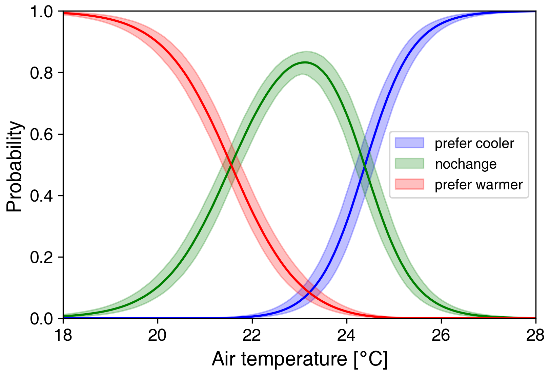 1.0
0.8
0.6
0.4
0.2
0.0
Probability
prefer cooler
nochange
prefer warmer
18 20 22 24 26 28
Air temperature [°C]